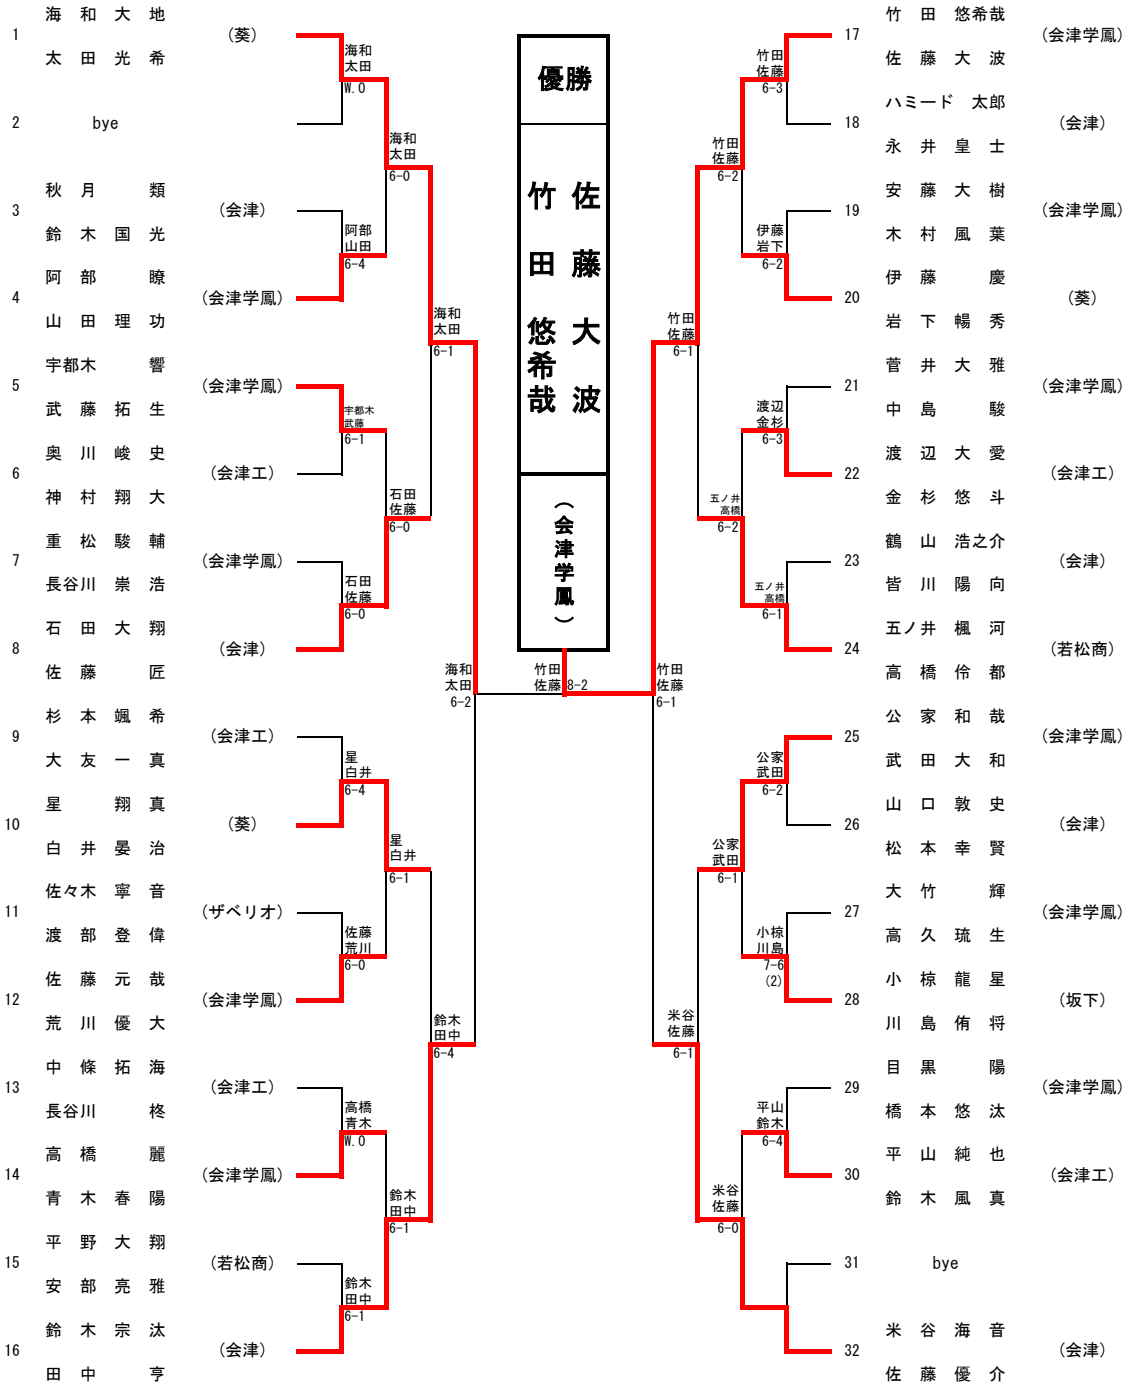 海和大地
1 (葵)
太田光希
2 bye
秋月類
3 (会津)
鈴木国光
阿部瞭
4 (会津学鳳)
山田理功
宇都木響
5 (会津学鳳)
武藤拓生
奥川峻史
6 (会津工)
神村翔大
重松駿輔
7 (会津学鳳)
長谷川崇浩
石田大翔
8 (会津)
佐藤匠
杉本颯希
9 (会津工)
大友一真
星翔真
10 (葵)
白井晏治
佐々木寧音
11 (ザベリオ)
渡部登偉
佐藤元哉
12 (会津学鳳)
荒川優大
中條拓海
13 (会津工)
長谷川柊
高橋麗
14 (会津学鳳)
青木春陽
平野大翔
15 (若松商)
安部亮雅
鈴木宗汰
16 (会津)
田中亨
海和
太田
W.O
阿部
山田
6-4
宇都木
武藤
6-1
石田
佐藤
6-0
星
白井
6-4
佐藤
荒川
6-0
高橋
青木
W.O
鈴木
田中
6-1
海和
太田
6-0
石田
佐藤
6-0
星
白井
6-1
鈴木
田中
6-1
海和
太田
6-1
鈴木
田中
6-4
海和
太田
6-2
優勝
佐藤大波
竹田悠希哉
(会津学鳳)
竹田
佐藤 8-2
竹田
佐藤
6-1
竹田
佐藤
6-1
米谷
佐藤
6-1
竹田
佐藤
6-2
五ノ井
高橋
6-2
公家
武田
6-1
米谷
佐藤
6-0
竹田
佐藤
6-3
伊藤
岩下
6-2
渡辺
金杉
6-3
五ノ井
高橋
6-1
公家
武田
6-2
小椋
川島
7-6
(2)
平山
鈴木
6-4
竹田悠希哉
17 (会津学鳳)
佐藤大波
ハミード太郎
18 (会津)
永井皇士
安藤大樹
19 (会津学鳳)
木村風葉
伊藤慶
20 (葵)
岩下暢秀
菅井大雅
21 (会津学鳳)
中島駿
渡辺大愛
22 (会津工)
金杉悠斗
鶴山浩之介
23 (会津)
皆川陽向
五ノ井楓河
24 (若松商)
高橋伶都
公家和哉
25 (会津学鳳)
武田大和
山口敦史
26 (会津)
松本幸賢
大竹輝
27 (会津学鳳)
高久琉生
小椋龍星
28 (坂下)
川島侑将
目黒陽
29 (会津学鳳)
橋本悠汰
平山純也
30 (会津工)
鈴木風真
31 bye
米谷海音
32 (会津)
佐藤優介